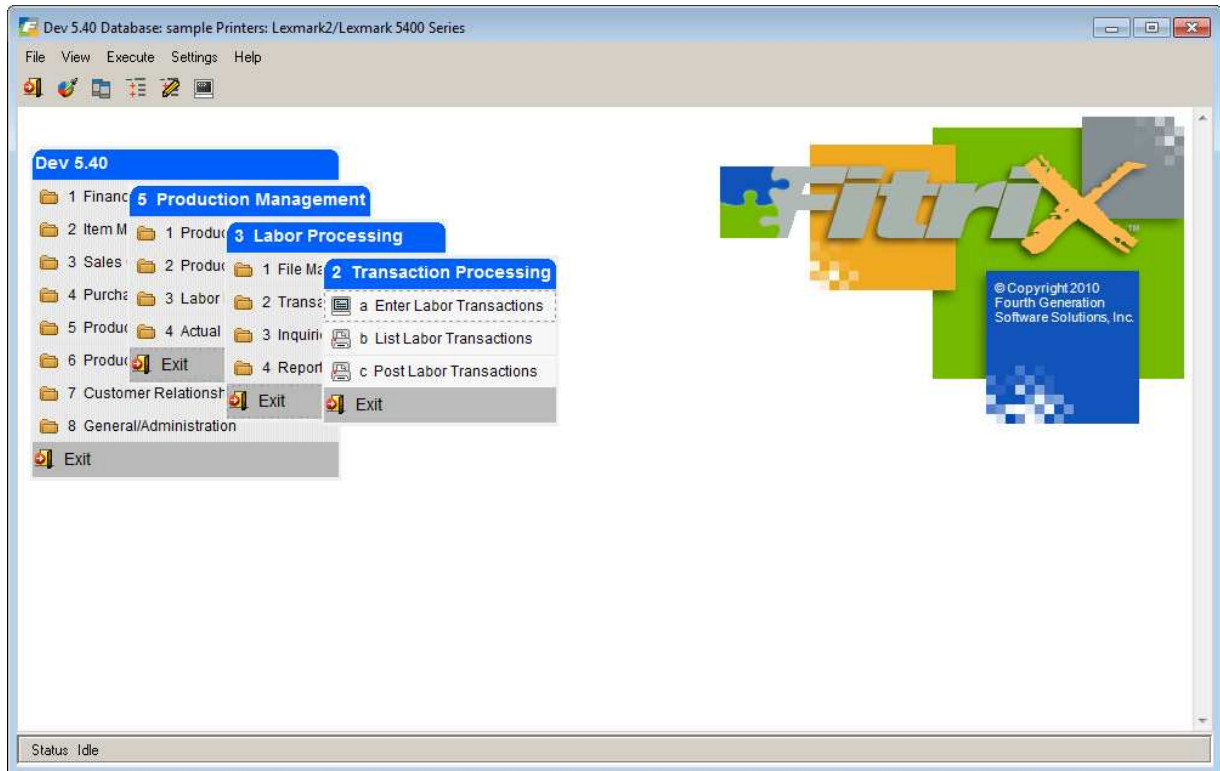 Dev 5.40 Database: sample Printers: Lexmark2/Lexmark 5400 Series
File View Execute Settings Help
Dev 5.40
1 Financ
2 Item M
3 Sales
4 Purcha
5 Produc
6 Produc
7 Customer Relationsh
8 General/Administration
Exit
5 Production Management
1 Produc
2 Produc
3 Labor
4 Actual
Exit
3 Labor Processing
1 File Ma
2 Transa
3 Inquiri
4 Report
Exit
2 Transaction Processing
a Enter Labor Transactions
b List Labor Transactions
c Post Labor Transactions
Exit
FitriX
TM
©Copyright 2010
Fourth Generation
Software Solutions, Inc.
Status Idle